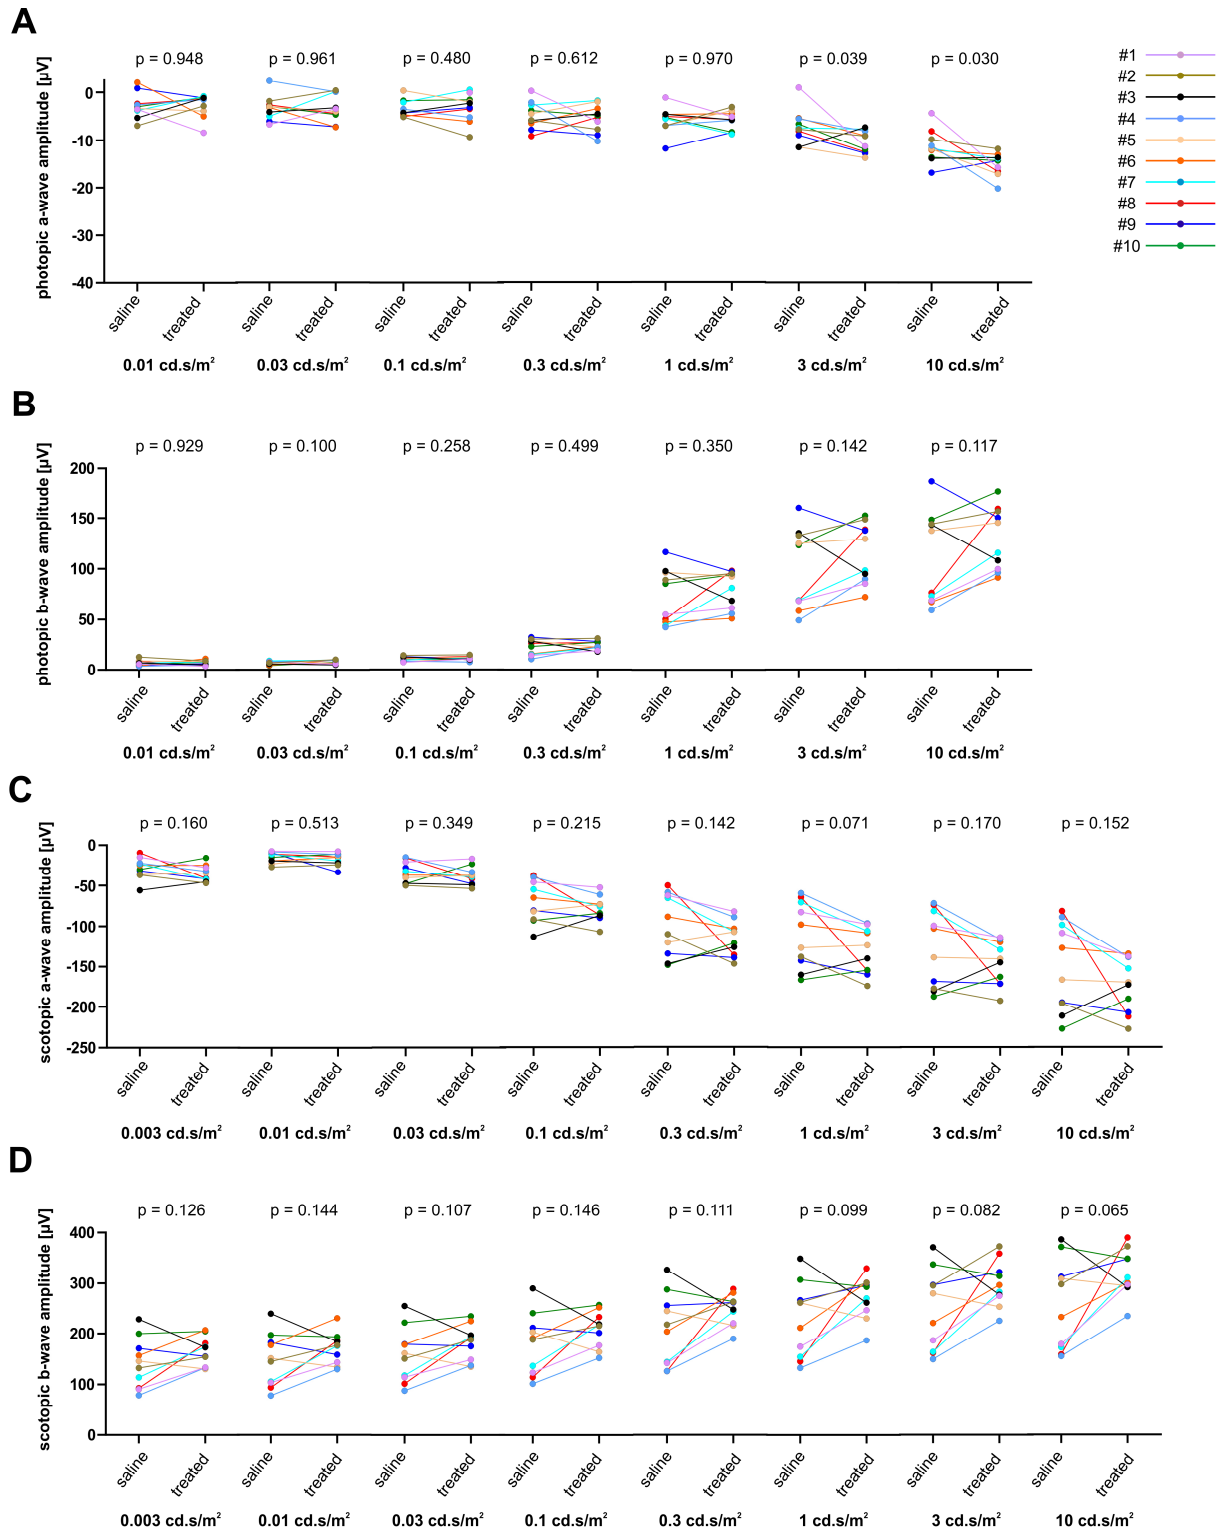 A
p = 0.948 p = 0.961 p = 0.480 p = 0.612 p = 0.970 p = 0.039 p = 0.030
photopic a-wave amplitude [µV]
0
-10
-20
-30
-40
saline treated saline treated saline treated saline treated saline treated saline treated saline treated
0.01 cd.s/m² 0.03 cd.s/m² 0.1 cd.s/m² 0.3 cd.s/m² 1 cd.s/m² 3 cd.s/m² 10 cd.s/m²
#1
#2
#3
#4
#5
#6
#7
#8
#9
#10
B
p = 0.929 p = 0.100 p = 0.258 p = 0.499 p = 0.350 p = 0.142 p = 0.117
photopic b-wave amplitude [µV]
200
150
100
50
0
saline treated saline treated saline treated saline treated saline treated saline treated saline treated
0.01 cd.s/m² 0.03 cd.s/m² 0.1 cd.s/m² 0.3 cd.s/m² 1 cd.s/m² 3 cd.s/m² 10 cd.s/m²
C
p = 0.160 p = 0.513 p = 0.349 p = 0.215 p = 0.142 p = 0.071 p = 0.170 p = 0.152
scotopic a-wave amplitude [µV]
0
-50
-100
-150
-200
-250
saline treated saline treated saline treated saline treated saline treated saline treated saline treated saline treated
0.003 cd.s/m² 0.01 cd.s/m² 0.03 cd.s/m² 0.1 cd.s/m² 0.3 cd.s/m² 1 cd.s/m² 3 cd.s/m² 10 cd.s/m²
D
p = 0.126 p = 0.144 p = 0.107 p = 0.146 p = 0.111 p = 0.099 p = 0.082 p = 0.065
scotopic b-wave amplitude [µV]
400
300
200
100
0
saline treated saline treated saline treated saline treated saline treated saline treated saline treated saline treated
0.003 cd.s/m² 0.01 cd.s/m² 0.03 cd.s/m² 0.1 cd.s/m² 0.3 cd.s/m² 1 cd.s/m² 3 cd.s/m² 10 cd.s/m²